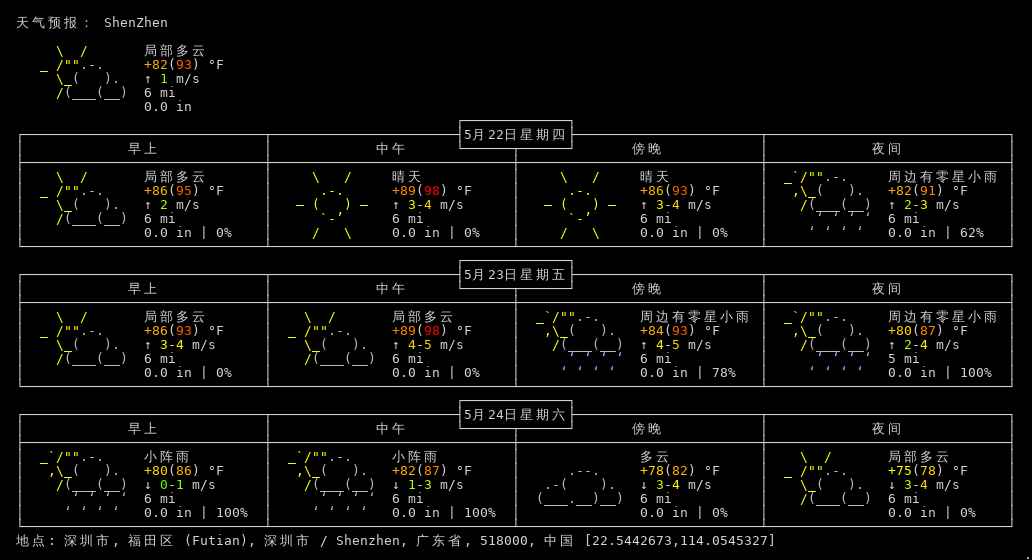 天气预报: ShenZhen
局部多云
+82(93) °F
↑ 1 m/s
6 mi
0.0 in
5月22日星期四
早上 中午 傍晚 夜间
局部多云 晴天 晴天 周边有零星小雨
+86(95) °F +89(98) °F +86(93) °F +82(91) °F
↑ 2 m/s ↑ 3-4 m/s ↑ 3-4 m/s ↑ 2-3 m/s
6 mi 6 mi 6 mi 6 mi
0.0 in | 0% 0.0 in | 0% 0.0 in | 0% 0.0 in | 62%
5月23日星期五
早上 中午 傍晚 夜间
局部多云 局部多云 周边有零星小雨 周边有零星小雨
+86(93) °F +89(98) °F +84(93) °F +80(87) °F
↑ 3-4 m/s ↑ 4-5 m/s ↑ 4-5 m/s ↑ 2-4 m/s
6 mi 6 mi 6 mi 5 mi
0.0 in | 0% 0.0 in | 0% 0.0 in | 78% 0.0 in | 100%
5月24日星期六
早上 中午 傍晚 夜间
小阵雨 小阵雨 多云 局部多云
+80(86) °F +82(87) °F +78(82) °F +75(78) °F
↓ 0-1 m/s ↓ 1-3 m/s ↓ 3-4 m/s ↓ 3-4 m/s
6 mi 6 mi 6 mi 6 mi
0.0 in | 100% 0.0 in | 100% 0.0 in | 0% 0.0 in | 0%
地点: 深圳市, 福田区 (Futian), 深圳市 / Shenzhen, 广东省, 518000, 中国 [22.5442673,114.0545327]